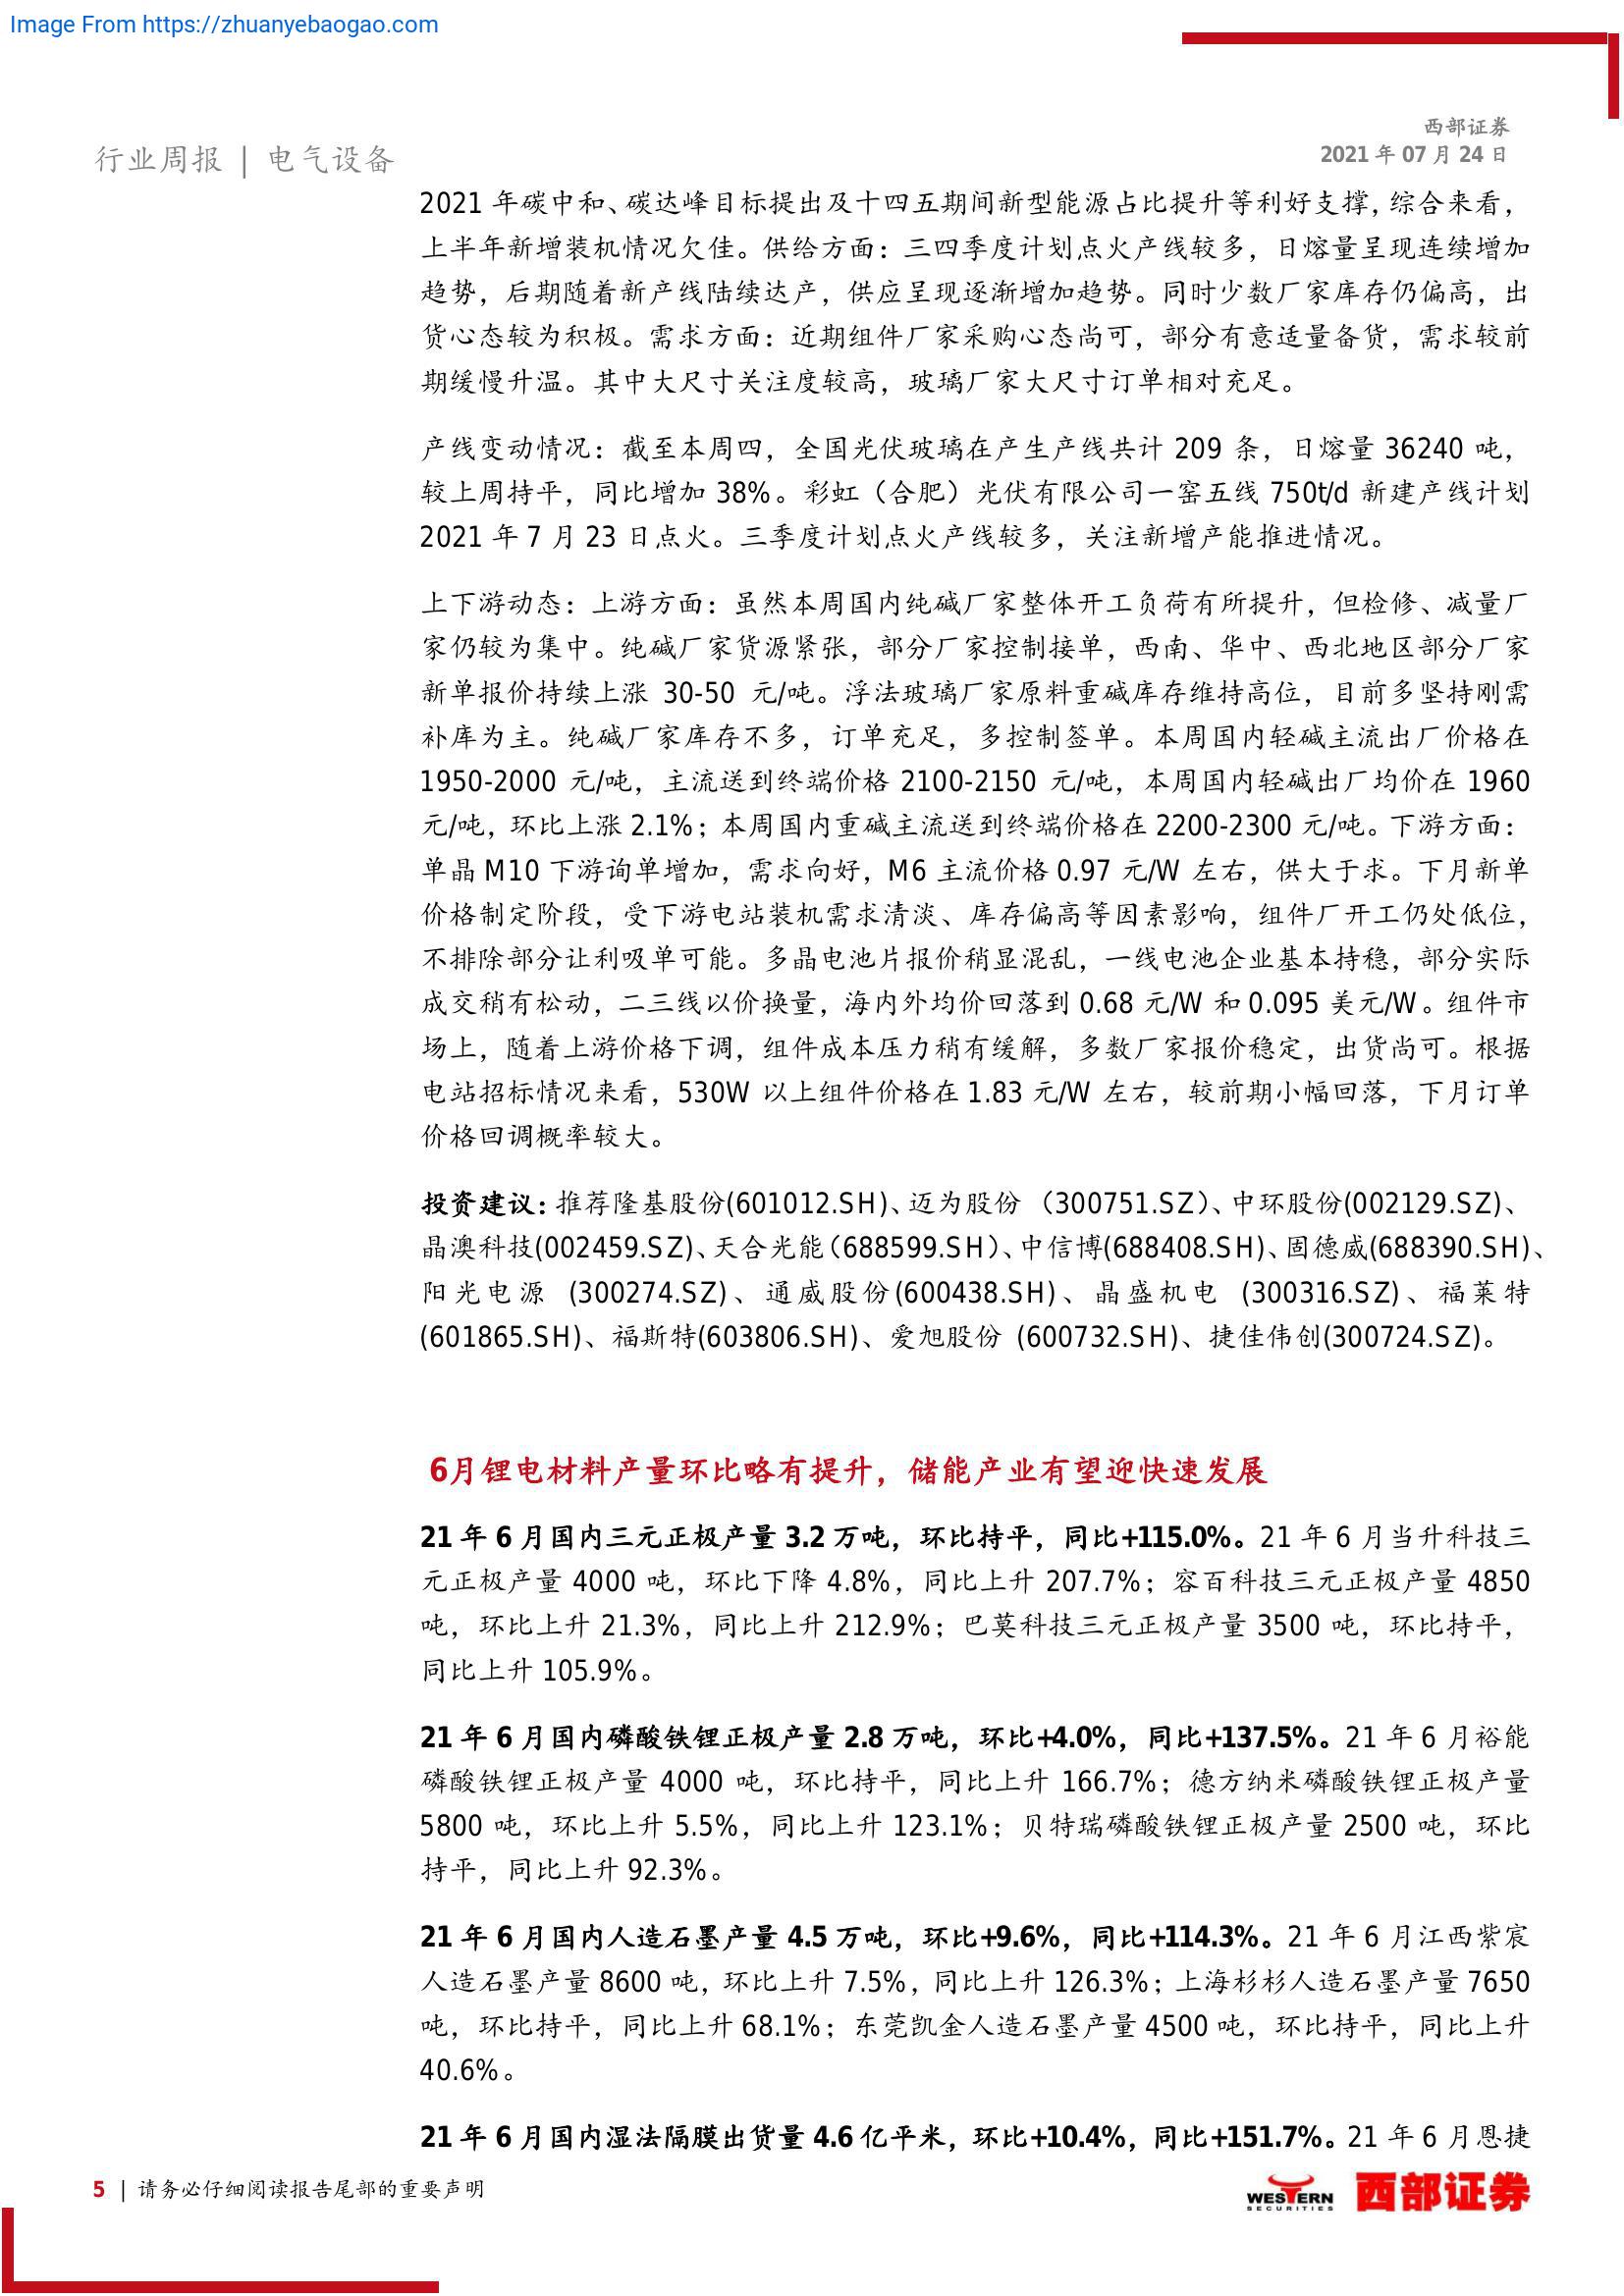 Image From https://zhuanyebaogao.com
西部证券
2021 年 07 月 24 日
行业周报 | 电气设备
2021 年碳中和、碳达峰目标提出及十四五期间新型能源占比提升等利好支撑，综合来看，
上半年新增装机情况欠佳。供给方面：三四季度计划点火产线较多，日熔量呈现连续增加
趋势，后期随着新产线陆续达产，供应呈现逐渐增加趋势。同时少数厂家库存仍偏高，出
货心态较为积极。需求方面：近期组件厂家采购心态尚可，部分有意适量备货，需求较前
期缓慢升温。其中大尺寸关注度较高，玻璃厂家大尺寸订单相对充足。
产线变动情况：截至本周四，全国光伏玻璃在产生产线共计 209 条，日熔量 36240 吨，
较上周持平，同比增加 38%。彩虹（合肥）光伏有限公司一窑五线 750t/d 新建产线计划
2021 年 7 月 23 日点火。三季度计划点火产线较多，关注新增产能推进情况。
上下游动态：上游方面：虽然本周国内纯碱厂家整体开工负荷有所提升，但检修、减量厂
家仍较为集中。纯碱厂家货源紧张，部分厂家控制接单，西南、华中、西北地区部分厂家
新单报价持续上涨 30-50 元/吨。浮法玻璃厂家原料重碱库存维持高位，目前多坚持刚需
补库为主。纯碱厂家库存不多，订单充足，多控制签单。本周国内轻碱主流出厂价格在
1950-2000 元/吨，主流送到终端价格 2100-2150 元/吨，本周国内轻碱出厂均价在 1960
元/吨，环比上涨 2.1%；本周国内重碱主流送到终端价格在 2200-2300 元/吨。下游方面：
单晶 M10 下游询单增加，需求向好，M6 主流价格 0.97 元/W 左右，供大于求。下月新单
价格制定阶段，受下游电站装机需求清淡、库存偏高等因素影响，组件厂开工仍处低位，
不排除部分让利吸单可能。多晶电池片报价稍显混乱，一线电池企业基本持稳，部分实际
成交稍有松动，二三线以价换量，海内外均价回落到 0.68 元/W 和 0.095 美元/W。组件市
场上，随着上游价格下调，组件成本压力稍有缓解，多数厂家报价稳定，出货尚可。根据
电站招标情况来看，530W 以上组件价格在 1.83 元/W 左右，较前期小幅回落，下月订单
价格回调概率较大。
投资建议：推荐隆基股份(601012.SH)、迈为股份（300751.SZ）、中环股份(002129.SZ)、
晶澳科技(002459.SZ)、天合光能（688599.SH）、中信博(688408.SH)、固德威(688390.SH)、
阳光电源 (300274.SZ)、通威股份(600438.SH)、晶盛机电 (300316.SZ)、福莱特
(601865.SH)、福斯特(603806.SH)、爱旭股份 (600732.SH)、捷佳伟创(300724.SZ)。
6月锂电材料产量环比略有提升，储能产业有望迎快速发展
21 年 6 月国内三元正极产量 3.2 万吨，环比持平，同比+115.0%。21 年 6 月当升科技三
元正极产量 4000 吨，环比下降 4.8%，同比上升 207.7%；容百科技三元正极产量 4850
吨，环比上升 21.3%，同比上升 212.9%；巴莫科技三元正极产量 3500 吨，环比持平，
同比上升 105.9%。
21 年 6 月国内磷酸铁锂正极产量 2.8 万吨，环比+4.0%，同比+137.5%。21 年 6 月裕能
磷酸铁锂正极产量 4000 吨，环比持平，同比上升 166.7%；德方纳米磷酸铁锂正极产量
5800 吨，环比上升 5.5%，同比上升 123.1%；贝特瑞磷酸铁锂正极产量 2500 吨，环比
持平，同比上升 92.3%。
21 年 6 月国内人造石墨产量 4.5 万吨，环比+9.6%，同比+114.3%。21 年 6 月江西紫宸
人造石墨产量 8600 吨，环比上升 7.5%，同比上升 126.3%；上海杉杉人造石墨产量 7650
吨，环比持平，同比上升 68.1%；东莞凯金人造石墨产量 4500 吨，环比持平，同比上升
40.6%。
21 年 6 月国内湿法隔膜出货量 4.6 亿平米，环比+10.4%，同比+151.7%。21 年 6 月恩捷
5 | 请务必仔细阅读报告尾部的重要声明
WESTERN
SECURITIES
西部证券